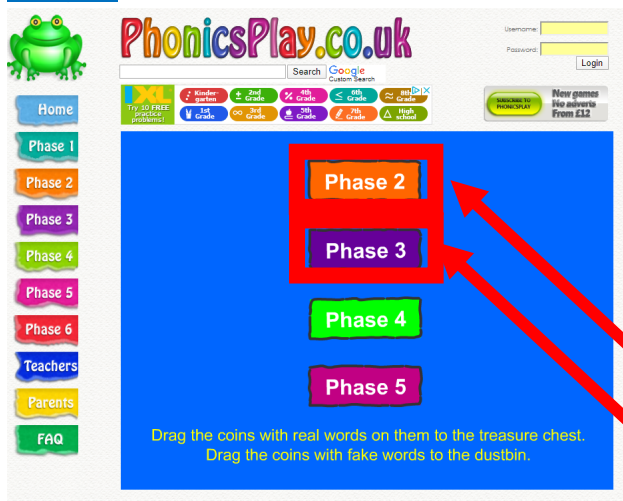 PhonicsPlay.co.uk
Username:
Password:
Login
Search Google
Custom Search
IXL
Try 10 FREE
practice
problems!
Kinder-
garten
2nd
Grade
4th
Grade
6th
Grade
8th
Grade
1st
Grade
3rd
Grade
5th
Grade
7th
Grade
High
school
SUBSCRIBE TO
PHONICSPLAY
New games
No adverts
From £12
Home
Phase 1
Phase 2
Phase 3
Phase 4
Phase 5
Phase 6
Teachers
Parents
FAQ
Phase 2
Phase 3
Phase 4
Phase 5
Drag the coins with real words on them to the treasure chest.
Drag the coins with fake words to the dustbin.